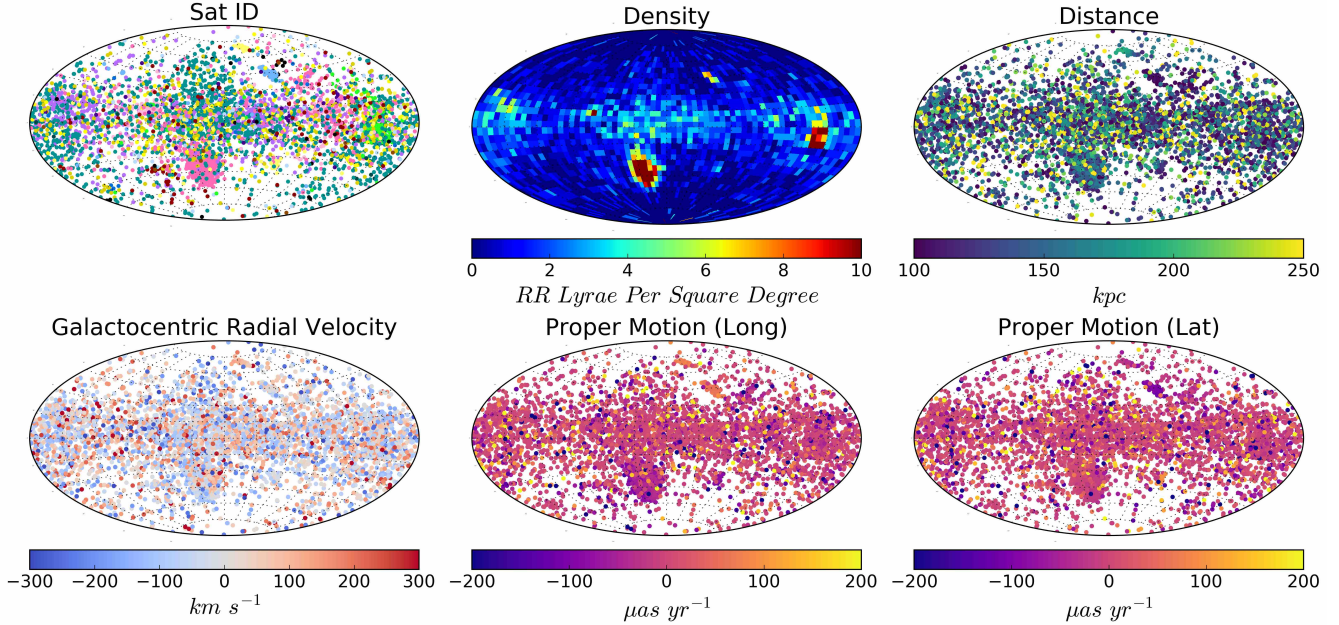 Sat ID
Density
Distance
0 2 4 6 8 10
RR Lyrae Per Square Degree
100 150 200 250
kpc
Galactocentric Radial Velocity
Proper Motion (Long)
Proper Motion (Lat)
−300 −200 −100 0 100 200 300
km s⁻¹
−200 −100 0 100 200
μas yr⁻¹
−200 −100 0 100 200
μas yr⁻¹